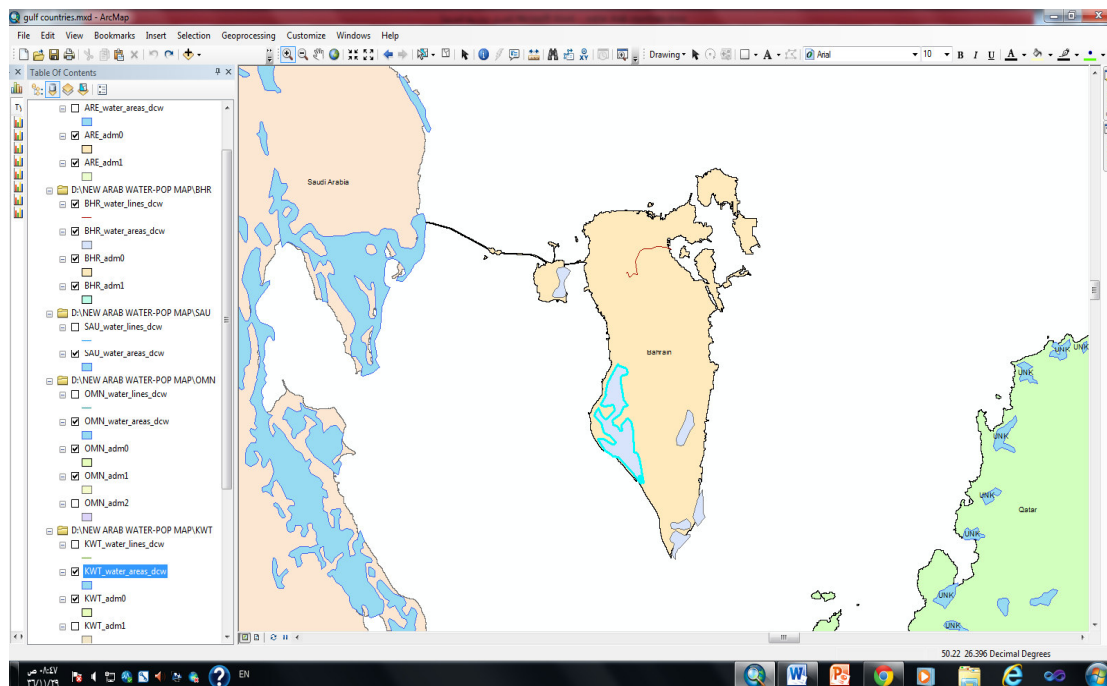 gulf countries.mxd - ArcMap
File Edit View Bookmarks Insert Selection Geoprocessing Customize Windows Help
Drawing Arial 10 B I U A
Table Of Contents
ARE_water_areas_dcw
ARE_adm0
ARE_adm1
D:\NEW ARAB WATER-POP MAP\BHR
BHR_water_lines_dcw
BHR_water_areas_dcw
BHR_adm0
BHR_adm1
D:\NEW ARAB WATER-POP MAP\SAU
SAU_water_lines_dcw
SAU_water_areas_dcw
D:\NEW ARAB WATER-POP MAP\OMN
OMN_water_lines_dcw
OMN_water_areas_dcw
OMN_adm0
OMN_adm1
OMN_adm2
D:\NEW ARAB WATER-POP MAP\KWT
KWT_water_lines_dcw
KWT_water_areas_dcw
KWT_adm0
KWT_adm1
Saudi Arabia
Bahrain
UNK UNK
UNK
UNK
UNK
Qatar
UNK
UNK
UNK
50.22 26.396 Decimal Degrees
EN